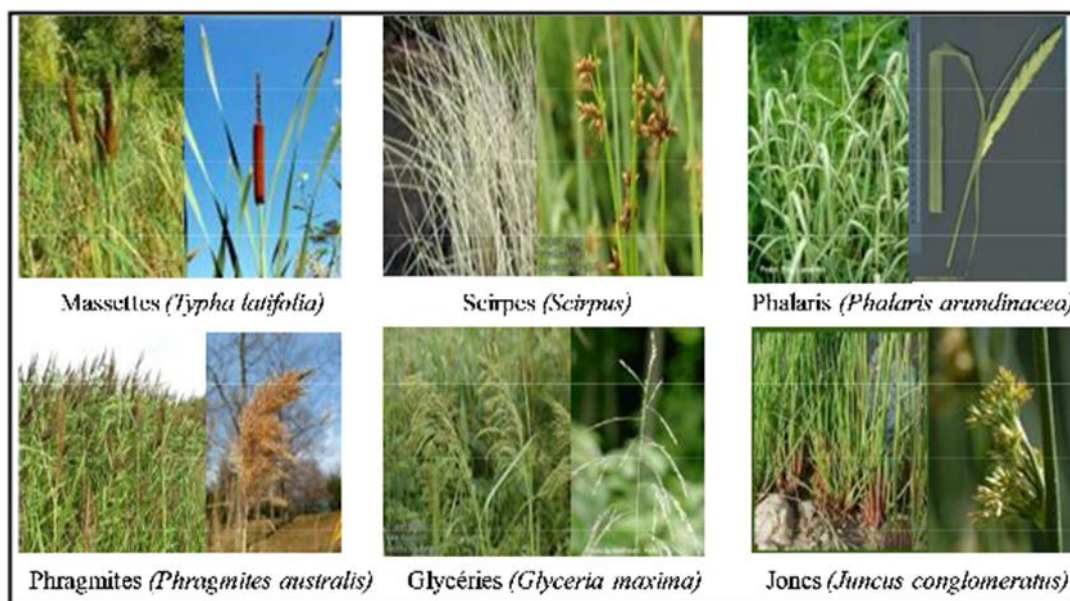 Massettes (Typha latifolia)
Scirpes (Scirpus)
Phalaris (Phalaris arundinacea)
Phragmites (Phragmites australis)
Glycéries (Glyceria maxima)
Joncs (Juncus conglomeratus)